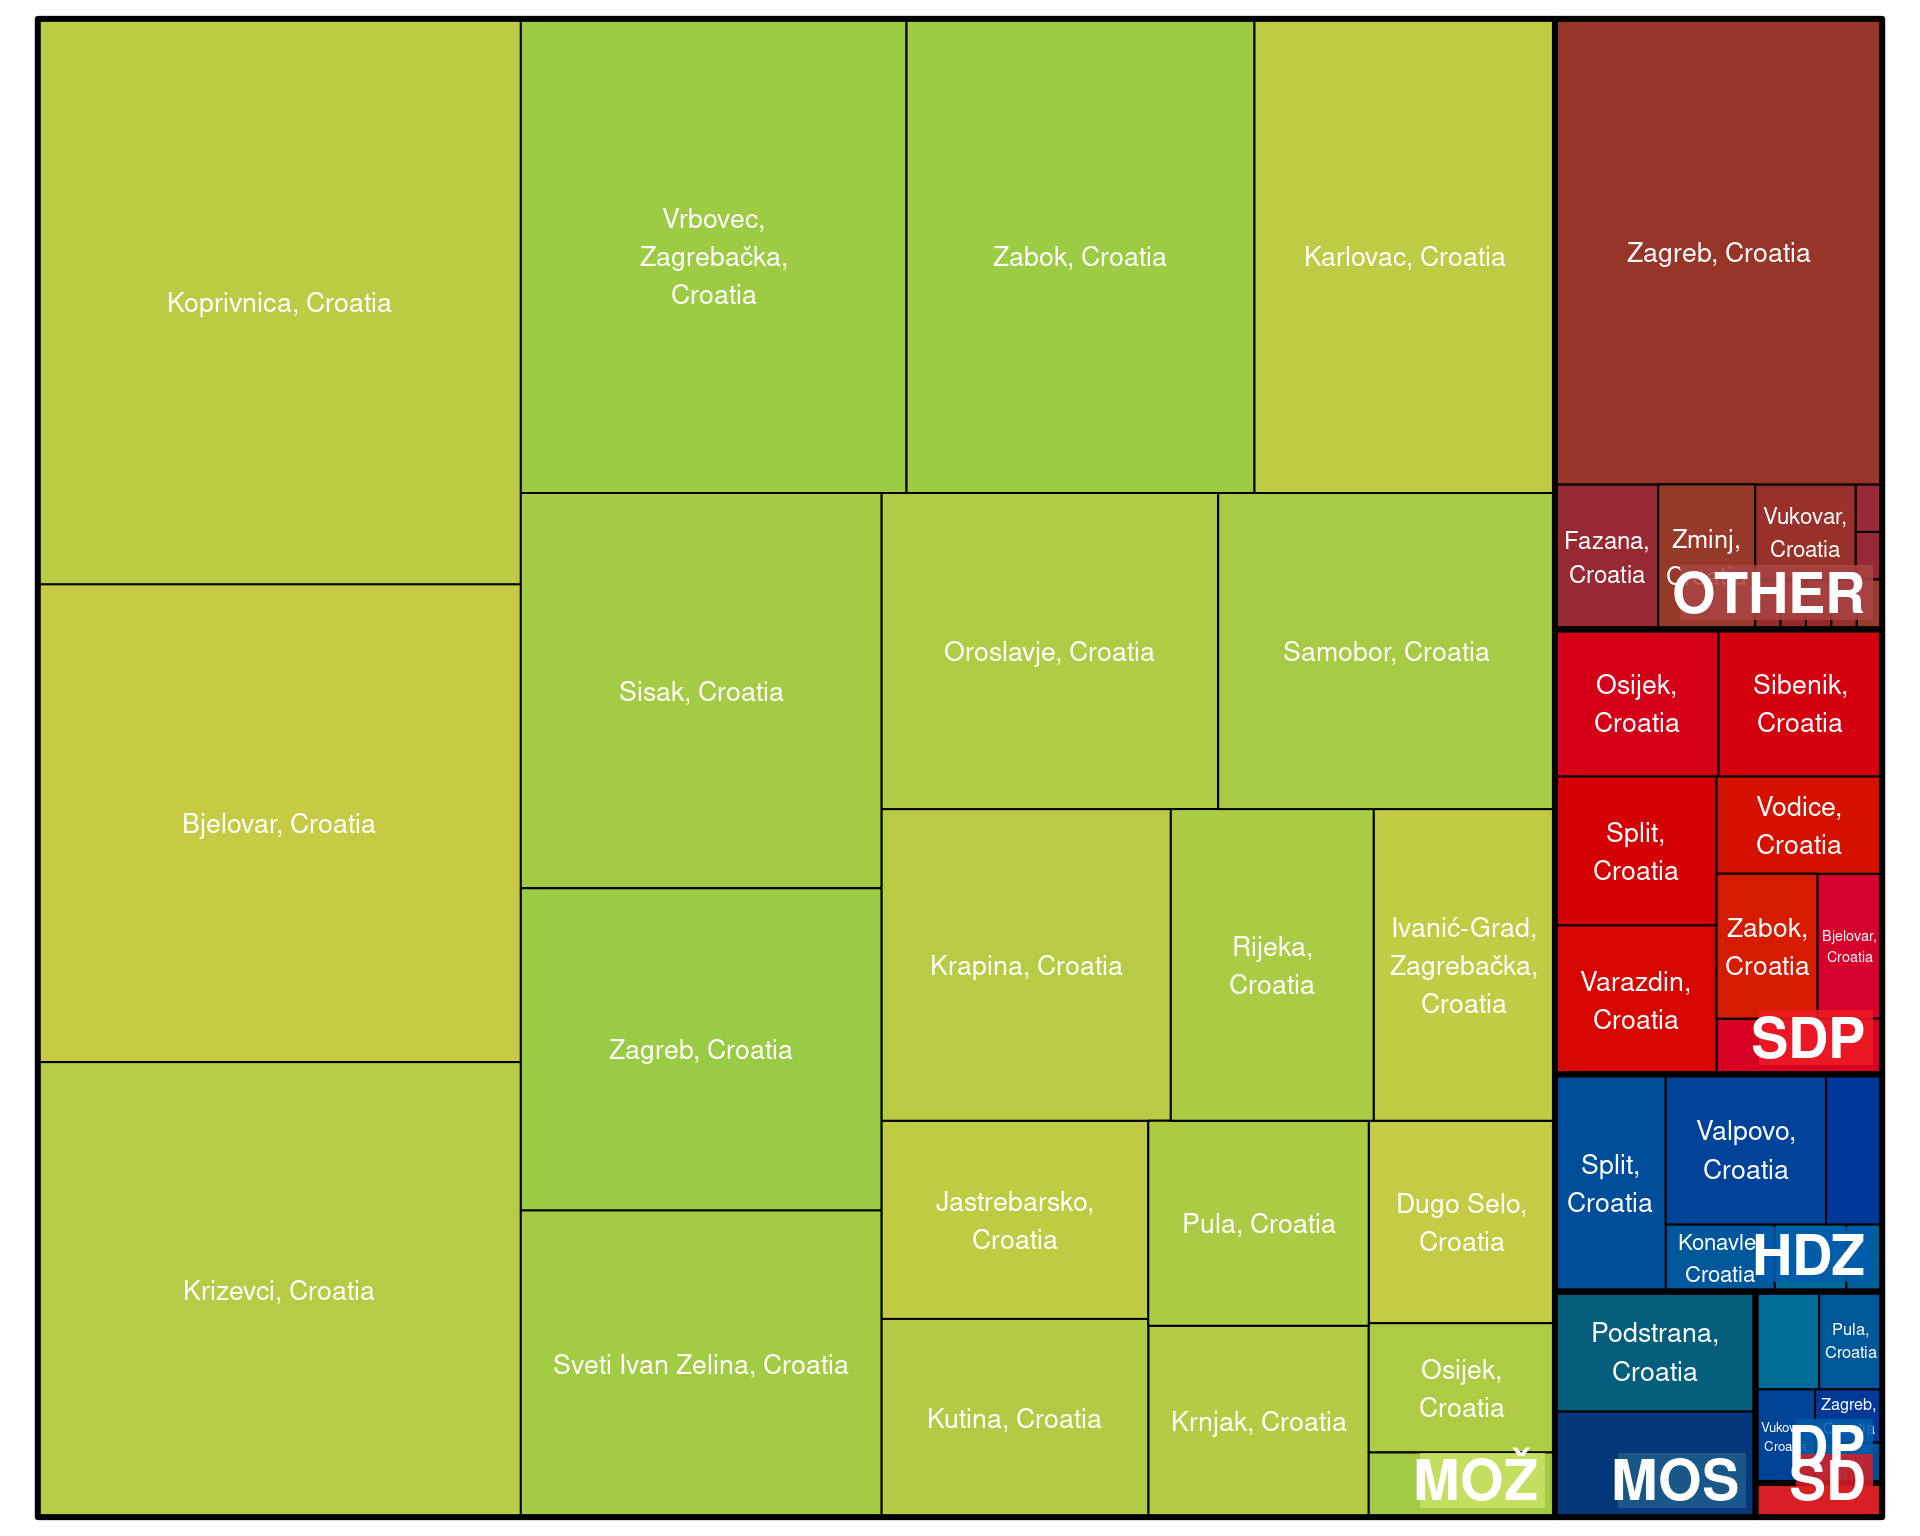 Koprivnica, Croatia
Bjelovar, Croatia
Krizevci, Croatia
Vrbovec,
Zagrebačka,
Croatia
Zabok, Croatia
Karlovac, Croatia
Sisak, Croatia
Zagreb, Croatia
Sveti Ivan Zelina, Croatia
Oroslavje, Croatia
Samobor, Croatia
Krapina, Croatia
Rijeka,
Croatia
Ivanić-Grad,
Zagrebačka,
Croatia
Jastrebarsko,
Croatia
Kutina, Croatia
Pula, Croatia
Krnjak, Croatia
Dugo Selo,
Croatia
Osijek,
Croatia
MOŽ
Zagreb, Croatia
Fazana,
Croatia
Zminj,
Croatia
Vukovar,
Croatia
OTHER
Osijek,
Croatia
Sibenik,
Croatia
Split,
Croatia
Vodice,
Croatia
Varazdin,
Croatia
Zabok,
Croatia
Bjelovar,
Croatia
SDP
Split,
Croatia
Valpovo,
Croatia
Konavle
Croatia
HDZ
Podstrana,
Croatia
MOS
Pula,
Croatia
Zagreb,
DP
SD